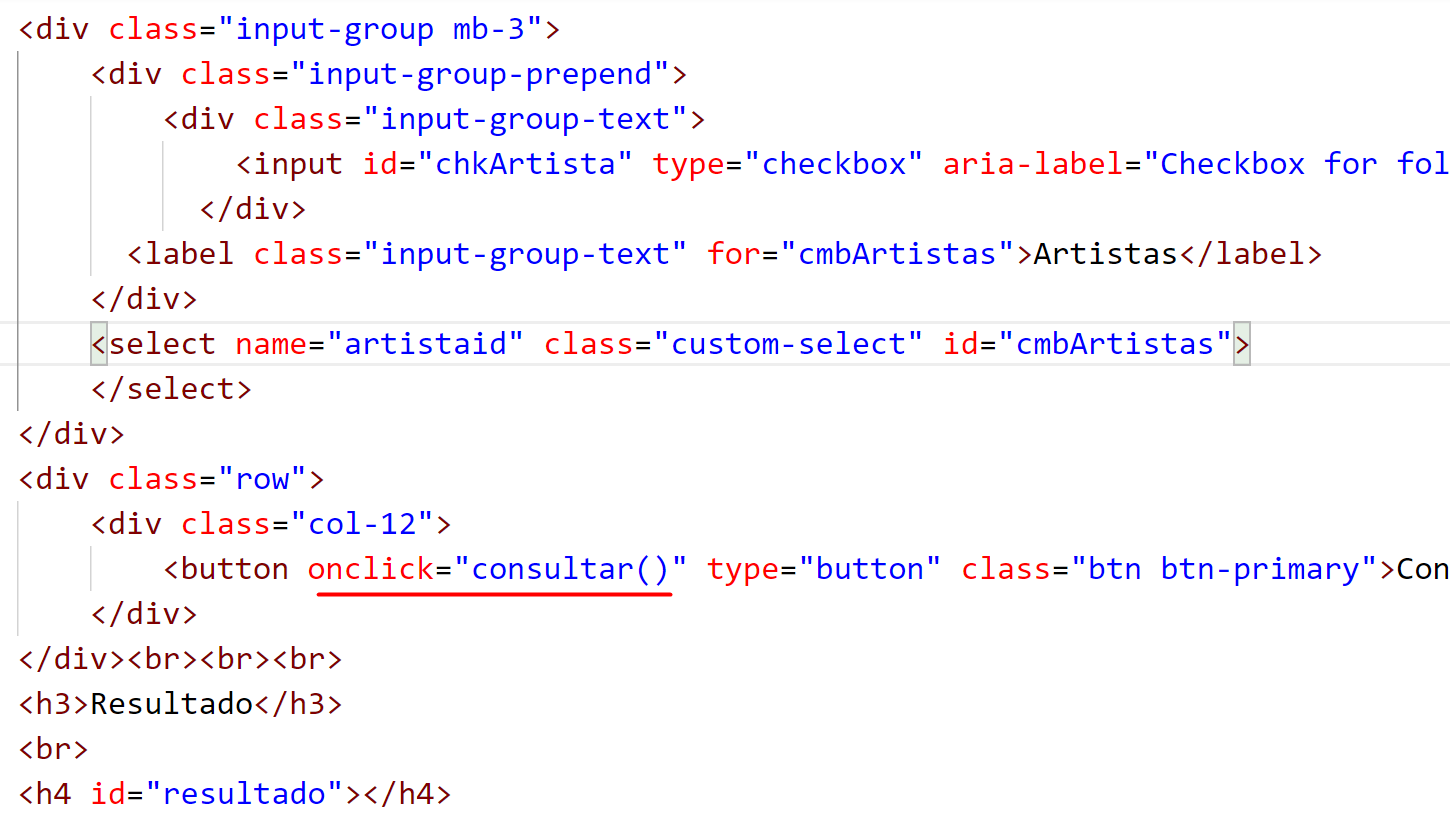 <div class="input-group mb-3">
    <div class="input-group-prepend">
        <div class="input-group-text">
            <input id="chkArtista" type="checkbox" aria-label="Checkbox for fol
          </div>
      <label class="input-group-text" for="cmbArtistas">Artistas</label>
    </div>
    <select name="artistaid" class="custom-select" id="cmbArtistas">
    </select>
</div>
<div class="row">
    <div class="col-12">
        <button onclick="consultar()" type="button" class="btn btn-primary">Con
    </div>
</div><br><br><br>
<h3>Resultado</h3>
<br>
<h4 id="resultado"></h4>